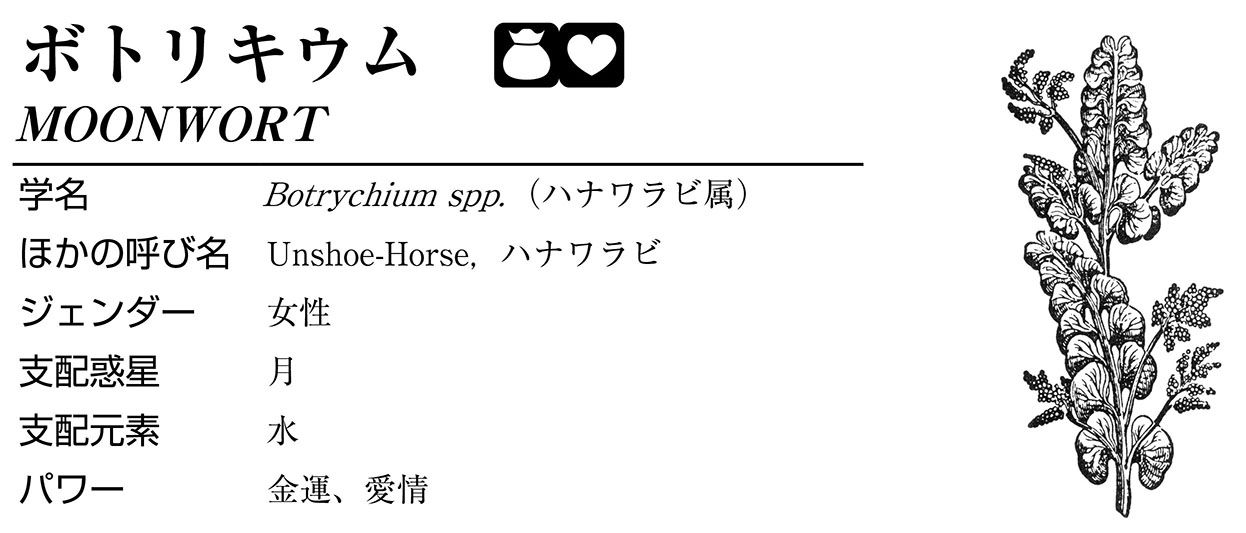 ボトリキウム
MOONWORT
学名 Botrychium spp.（ハナワラビ属）
ほかの呼び名 Unshoe-Horse, ハナワラビ
ジェンダー 女性
支配惑星 月
支配元素 水
パワー 金運、愛情